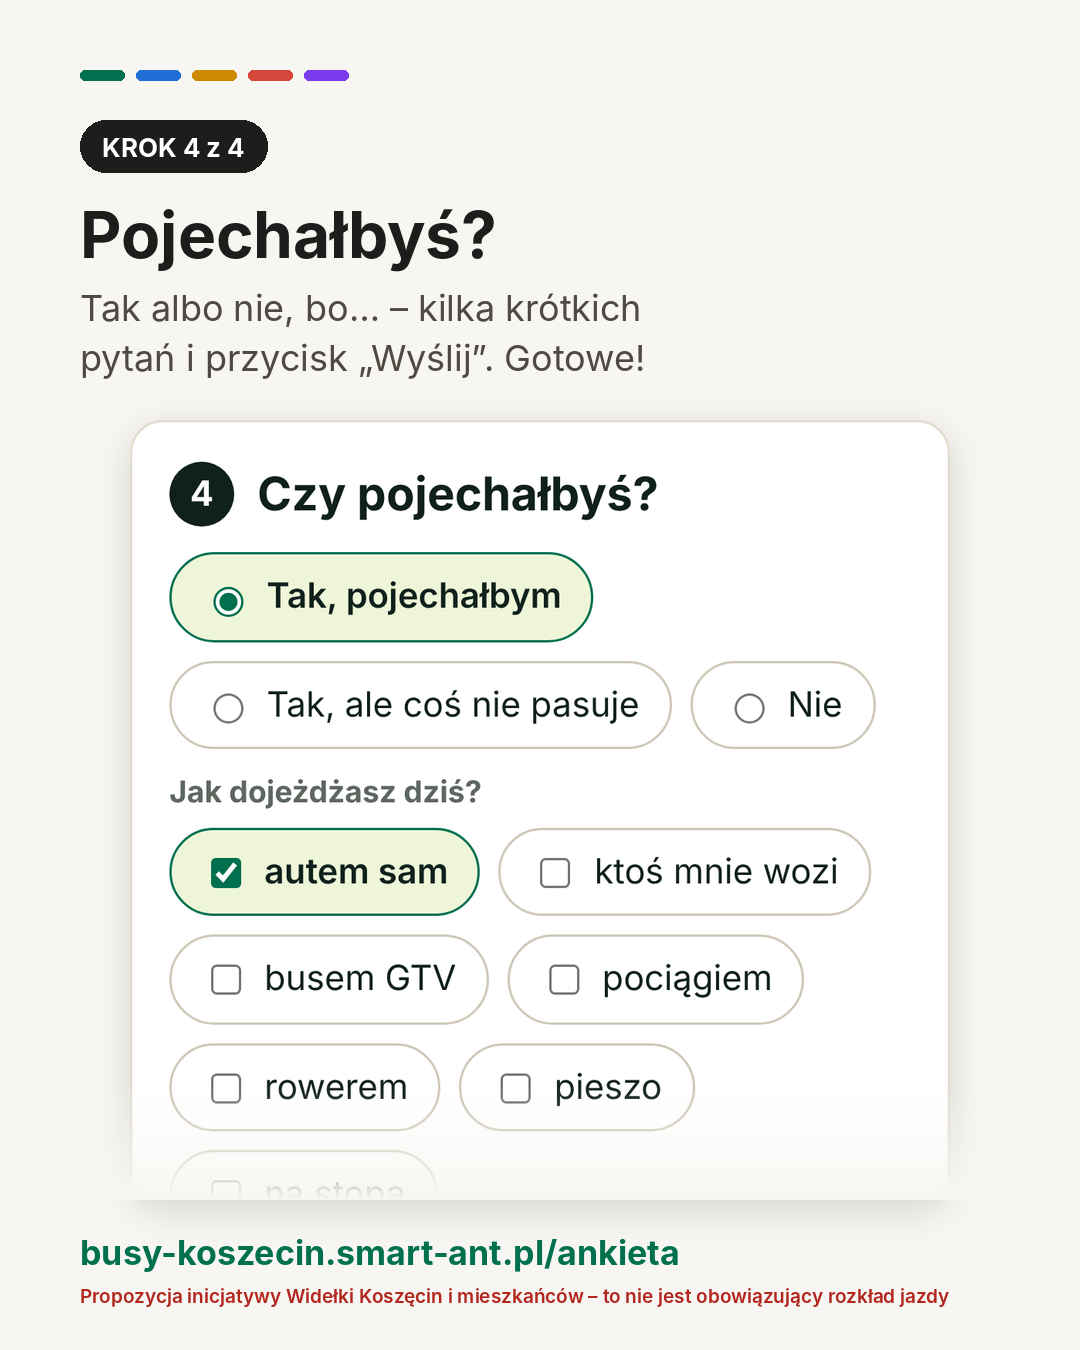 KROK 4 z 4
Pojechałbyś?
Tak albo nie, bo… – kilka krótkich
pytań i przycisk „Wyślij”. Gotowe!
4 Czy pojechałbyś?
Tak, pojechałbym
Tak, ale coś nie pasuje Nie
Jak dojeżdżasz dziś?
autem sam ktoś mnie wozi
busem GTV pociągiem
rowerem pieszo
na stopa
busy-koszecin.smart-ant.pl/ankieta
Propozycja inicjatywy Widełki Koszęcin i mieszkańców – to nie jest obowiązujący rozkład jazdy